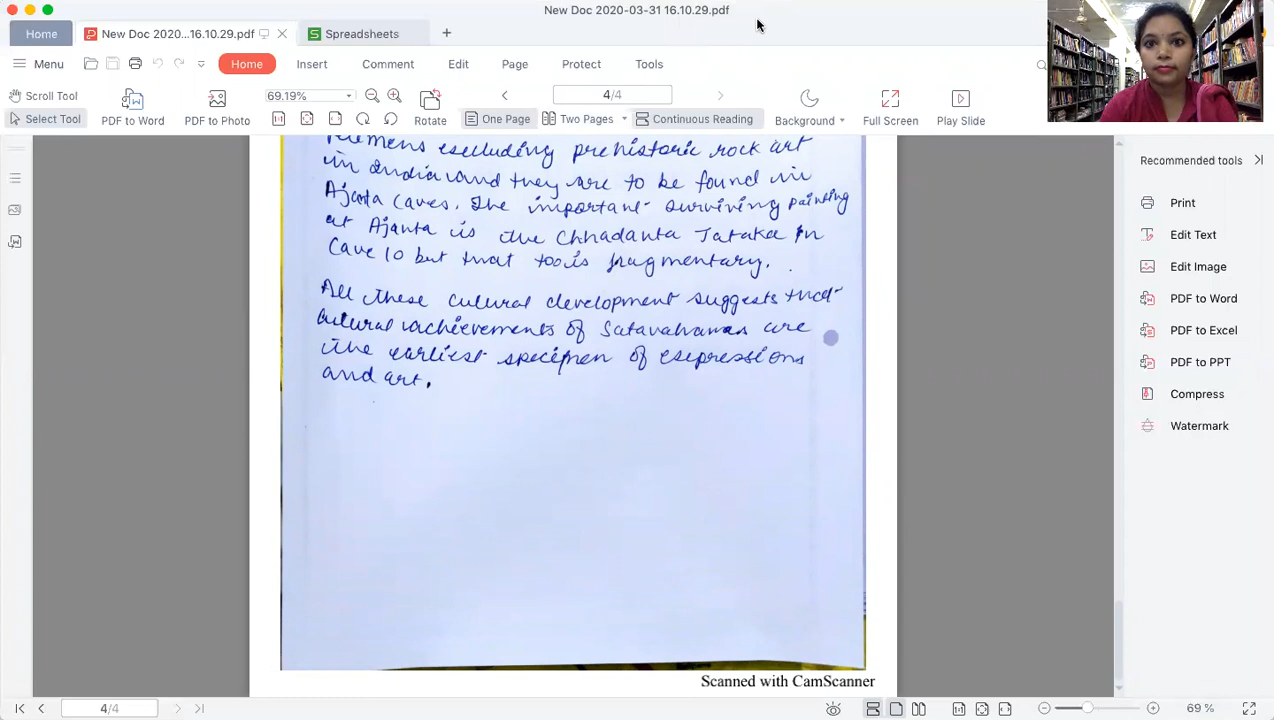 New Doc 2020-03-31 16.10.29.pdf
Home
New Doc 2020...16.10.29.pdf
Spreadsheets
Menu
Home
Insert
Comment
Edit
Page
Protect
Tools
Scroll Tool
Select Tool
PDF to Word
PDF to Photo
69.19%
Rotate
4/4
One Page
Two Pages
Continuous Reading
Background
Full Screen
Play Slide
Recommended tools
Print
Edit Text
Edit Image
PDF to Word
PDF to Excel
PDF to PPT
Compress
Watermark
excluding prehistoric rock art
in India and they are to be found in
Ajanta Caves. The important surviving painting
at Ajanta is the Chhadanta Jataka in
Cave 10 but that too is fragmentary.
All these culural development suggests that
culural achievements of Satavahanas are
the earliest specimen of expressions
and art.
Scanned with CamScanner
4/4
69 %